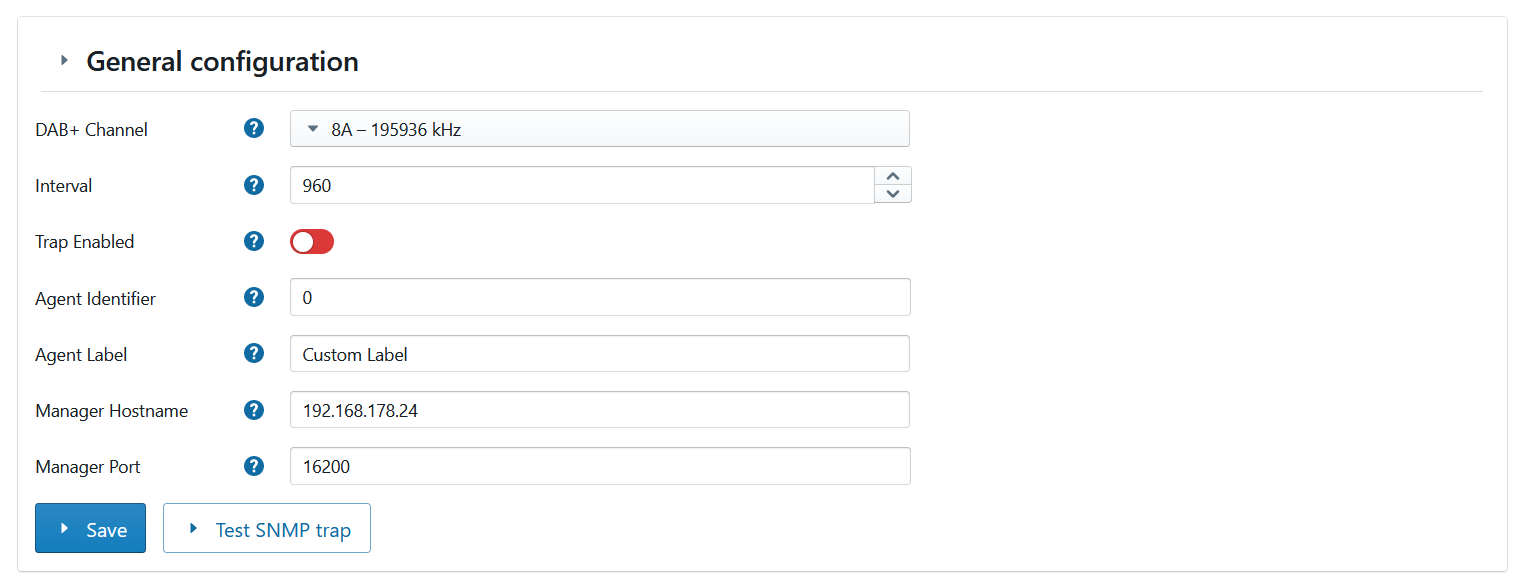 General configuration
DAB+ Channel ? 8A – 195936 kHz
Interval ? 960
Trap Enabled ?
Agent Identifier ? 0
Agent Label ? Custom Label
Manager Hostname ? 192.168.178.24
Manager Port ? 16200
Save Test SNMP trap